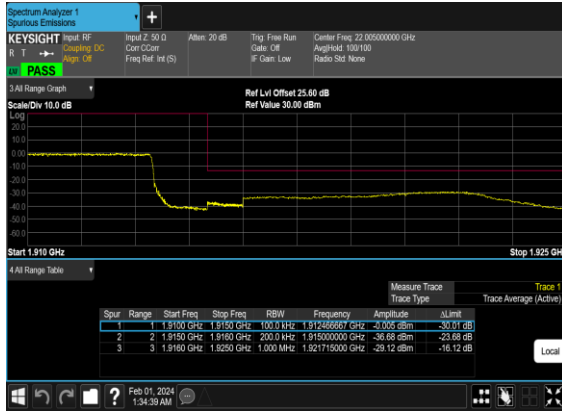 Spectrum Analyzer 1
Spurious Emissions
KEYSIGHT Input: RF Input Z: 50 Ω Atten: 20 dB Trig: Free Run Center Freq: 22.005000000 GHz
R T Coupling: DC Corr CCorr Gate: Off Avg|Hold: 100/100
Align: Off Freq Ref: Int (S) IF Gain: Low Radio Std: None
PASS
3 All Range Graph
Ref Lvl Offset 25.60 dB
Scale/Div 10.0 dB Ref Value 30.00 dBm
Log
20.0
10.0
0.00
-10.0
-20.0
-30.0
-40.0
-50.0
-60.0
Start 1.910 GHz Stop 1.925 GH
4 All Range Table
Measure Trace Trace 1
Trace Type Trace Average (Active)
Spur Range Start Freq Stop Freq RBW Frequency Amplitude ΔLimit
1 1 1.9100 GHz 1.9150 GHz 100.0 kHz 1.912466667 GHz -0.005 dBm -30.01 dB
2 2 1.9150 GHz 1.9160 GHz 200.0 kHz 1.915000000 GHz -36.68 dBm -23.68 dB
3 3 1.9160 GHz 1.9250 GHz 1.000 MHz 1.921715000 GHz -29.12 dBm -16.12 dB
Local
Feb 01, 2024
1:34:39 AM